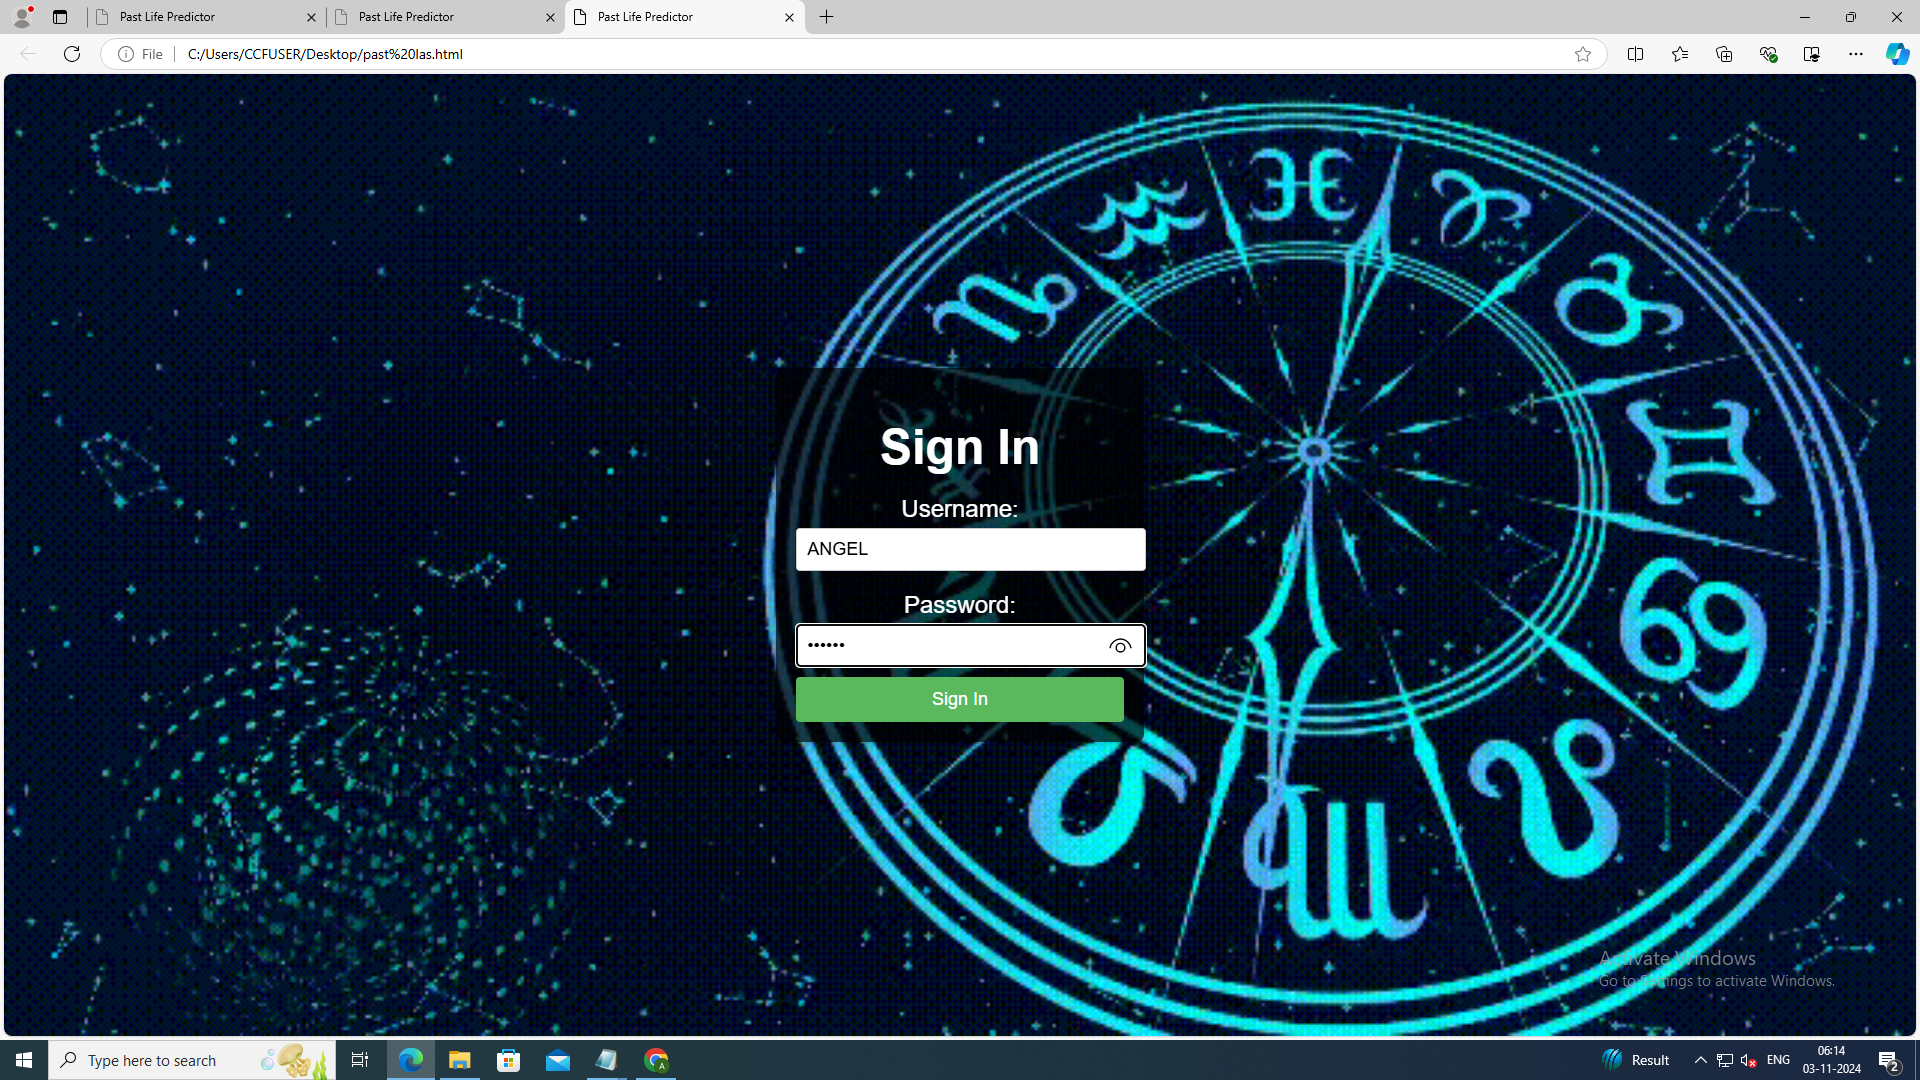 Past Life Predictor
Past Life Predictor
Past Life Predictor
File
C:/Users/CCFUSER/Desktop/past%20las.html
Sign In
Username:
ANGEL
Password:
••••••
Sign In
Activate Windows
Go to Settings to activate Windows.
Type here to search
Result
ENG
06:14
03-11-2024
2